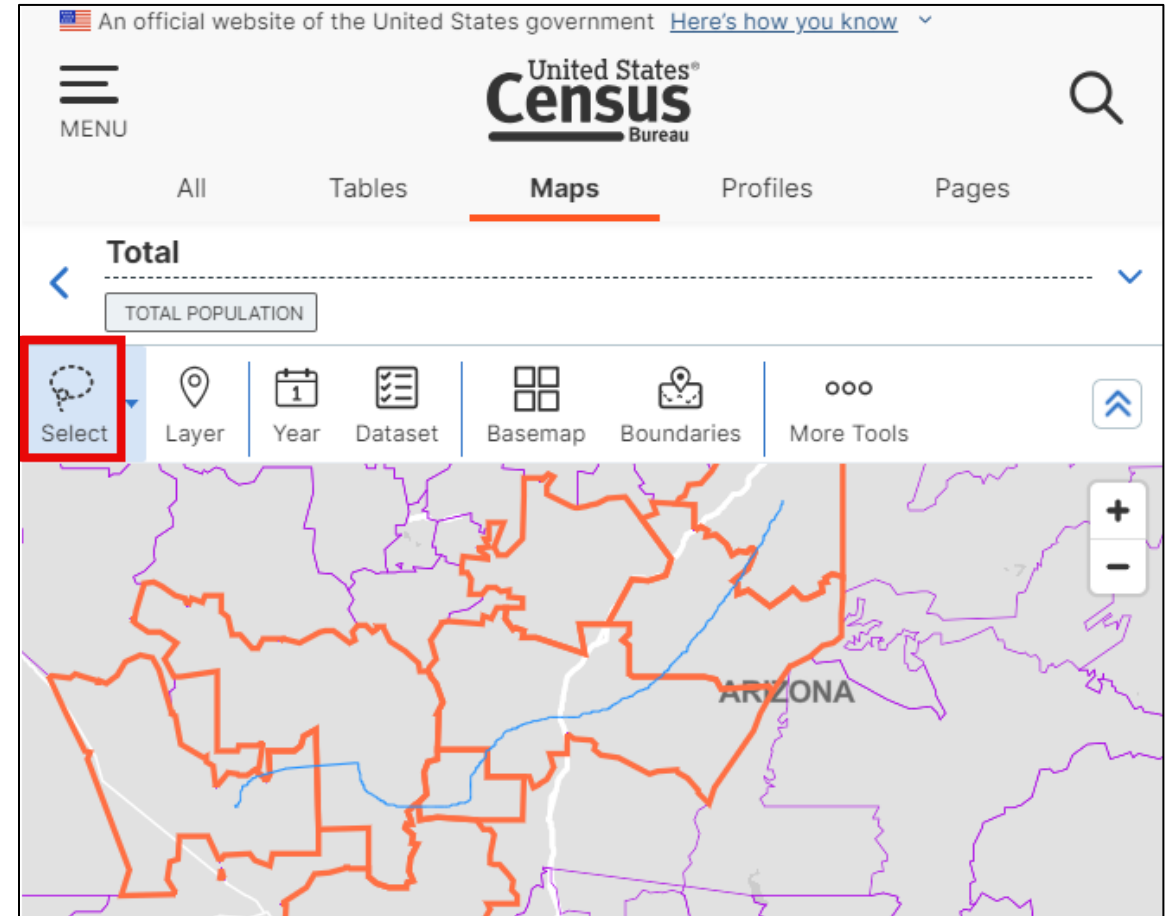 An official website of the United States government Here's how you know
MENU
United States®
Census
Bureau
All Tables Maps Profiles Pages
Total
TOTAL POPULATION
Select Layer Year Dataset Basemap Boundaries More Tools
1
+
−
ARIZONA